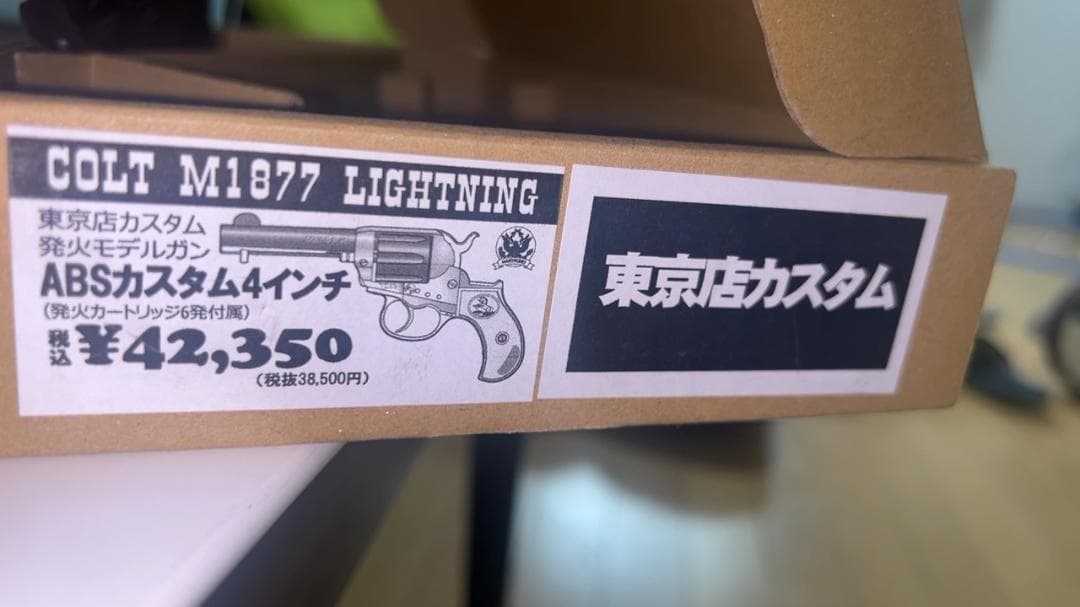 COLT M1877 LIGHTNING
東京店カスタム
発火モデルガン
ABSカスタム4インチ
(発火カートリッジ6発付属)
税込¥42,350
(税抜38,500円)
東京店カスタム